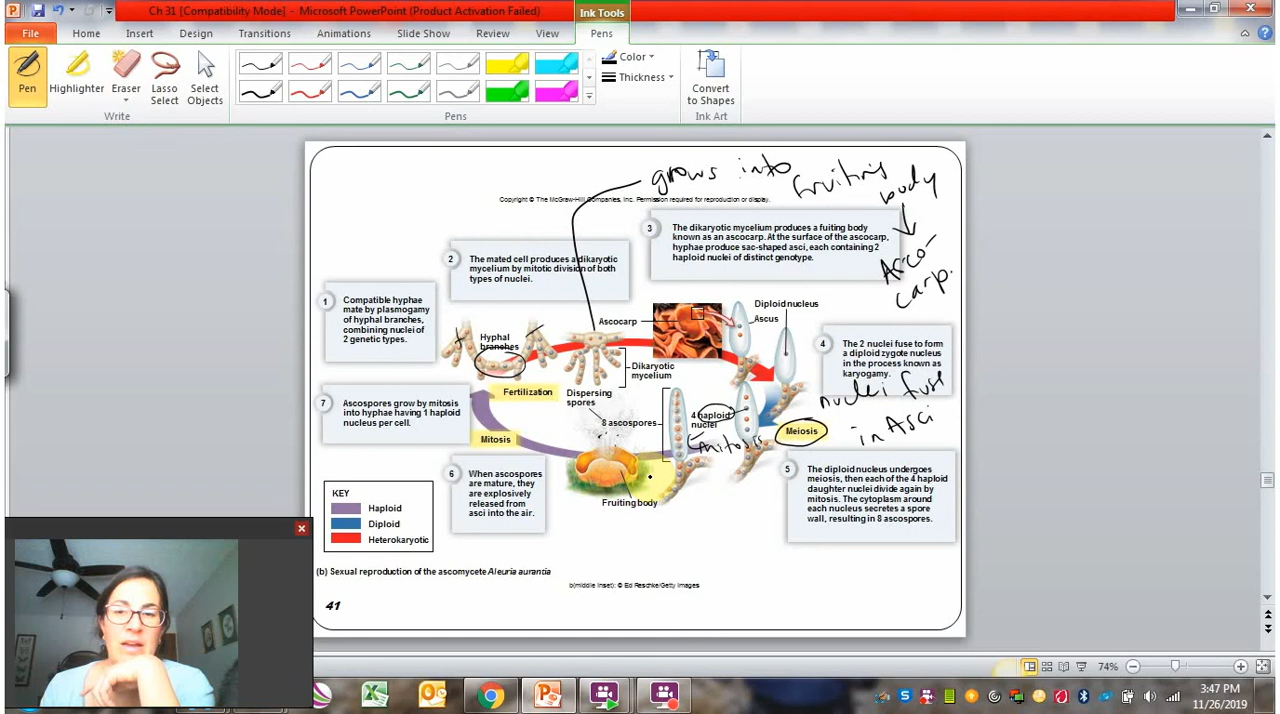 Ch 31 [Compatibility Mode] - Microsoft PowerPoint (Product Activation Failed)
Ink Tools
File
Home
Insert
Design
Transitions
Animations
Slide Show
Review
View
Pens
Pen
Highlighter
Eraser
Lasso
Select
Select
Objects
Color
Thickness
Convert
to Shapes
Write
Pens
Ink Art
grows into fruiting
body
Asco-
carp.
Copyright © The McGraw-Hill Companies, Inc. Permission required for reproduction or display.
3
The dikaryotic mycelium produces a fuiting body
known as an ascocarp. At the surface of the ascocarp,
hyphae produce sac-shaped asci, each containing 2
haploid nuclei of distinct genotype.
2
The mated cell produces a dikaryotic
mycelium by mitotic division of both
types of nuclei.
1
Compatible hyphae
mate by plasmogamy
of hyphal branches,
combining nuclei of
2 genetic types.
Hyphal
branches
Ascocarp
Diploid nucleus
Ascus
Dikaryotic
mycelium
4
The 2 nuclei fuse to form
a diploid zygote nucleus
in the process known as
karyogamy.
nuclei fuse
in Asci
7
Ascospores grow by mitosis
into hyphae having 1 haploid
nucleus per cell.
Fertilization
Dispersing
spores
8 ascospores
4 haploid
nuclei
mitosis
Meiosis
Mitosis
6
When ascospores
are mature, they
are explosively
released from
asci into the air.
Fruiting body
5
The diploid nucleus undergoes
meiosis, then each of the 4 haploid
daughter nuclei divide again by
mitosis. The cytoplasm around
each nucleus secretes a spore
wall, resulting in 8 ascospores.
KEY
Haploid
Diploid
Heterokaryotic
(b) Sexual reproduction of the ascomycete Aleuria aurantia
b(middle inset): © Ed Reschke/Getty Images
41
74%
3:47 PM
11/26/2019